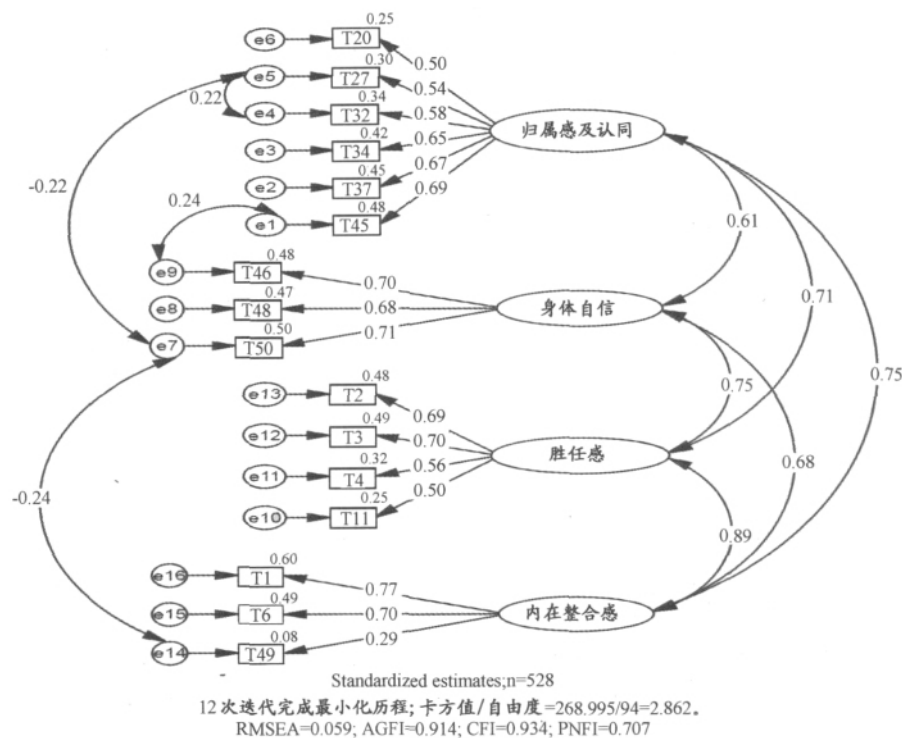 0.25
e6 T20
0.50
0.30
e5 T27
0.54
0.22
0.34
e4 T32
0.58
归属感及认同
0.42
e3 T34
0.65
0.45
e2 T37
0.67
-0.22
0.48
e1 T45
0.69
0.24
0.61
0.48
e9 T46
0.70
0.47
e8 T48
0.68
身体自信
0.71
0.50
e7 T50
0.71
0.75
0.75
0.48
e13 T2
0.69
0.49
e12 T3
0.70
胜任感
0.32
e11 T4
0.56
0.68
0.25
e10 T11
0.50
-0.24
0.89
0.60
e16 T1
0.77
0.49
e15 T6
0.70
内在整合感
0.08
e14 T49
0.29
Standardized estimates;n=528
12次迭代完成最小化历程; 卡方值/自由度=268.995/94=2.862。
RMSEA=0.059; AGFI=0.914; CFI=0.934; PNFI=0.707